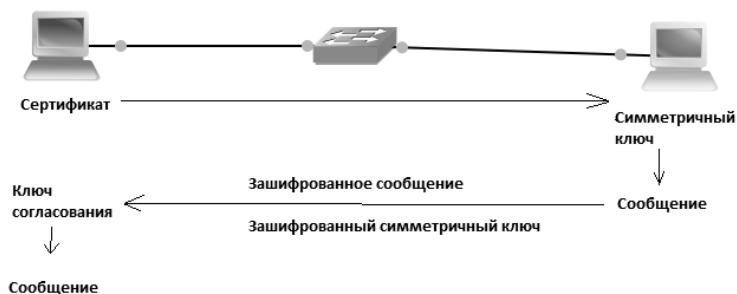 Сертификат
Симметричный
ключ
Зашифрованное сообщение
Ключ
согласования
Сообщение
Зашифрованный симметричный ключ
Сообщение